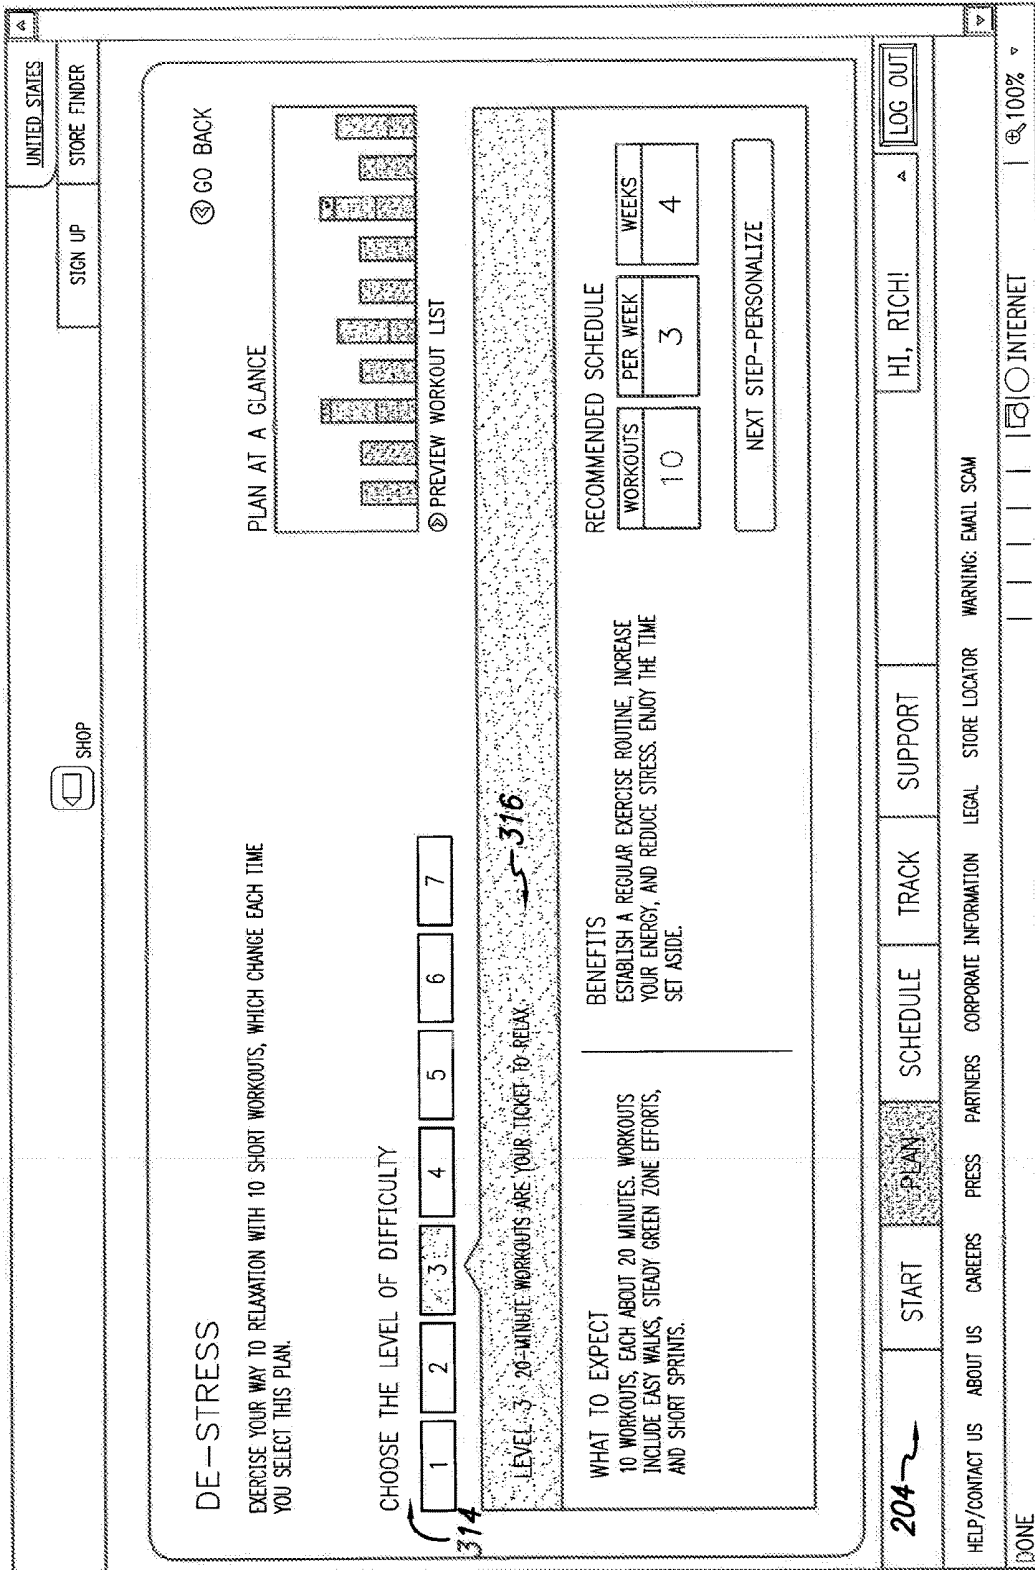 UNITED STATES
SHOP
SIGN UP
STORE FINDER
DE-STRESS
EXERCISE YOUR WAY TO RELAXATION WITH 10 SHORT WORKOUTS, WHICH CHANGE EACH TIME
YOU SELECT THIS PLAN.
GO BACK
PLAN AT A GLANCE
PREVIEW WORKOUT LIST
CHOOSE THE LEVEL OF DIFFICULTY
1 2 3 4 5 6 7
314
LEVEL 3 20-MINUTE WORKOUTS ARE YOUR TICKET TO RELAX.
316
WHAT TO EXPECT
10 WORKOUTS, EACH ABOUT 20 MINUTES. WORKOUTS
INCLUDE EASY WALKS, STEADY GREEN ZONE EFFORTS,
AND SHORT SPRINTS.
BENEFITS
ESTABLISH A REGULAR EXERCISE ROUTINE, INCREASE
YOUR ENERGY, AND REDUCE STRESS. ENJOY THE TIME
SET ASIDE.
RECOMMENDED SCHEDULE
WORKOUTS PER WEEK WEEKS
10 3 4
NEXT STEP-PERSONALIZE
204
START PLAN SCHEDULE TRACK SUPPORT
HI, RICH!
LOG OUT
HELP/CONTACT US ABOUT US CAREERS PRESS PARTNERS CORPORATE INFORMATION LEGAL STORE LOCATOR WARNING: EMAIL SCAM
DONE
INTERNET
100%